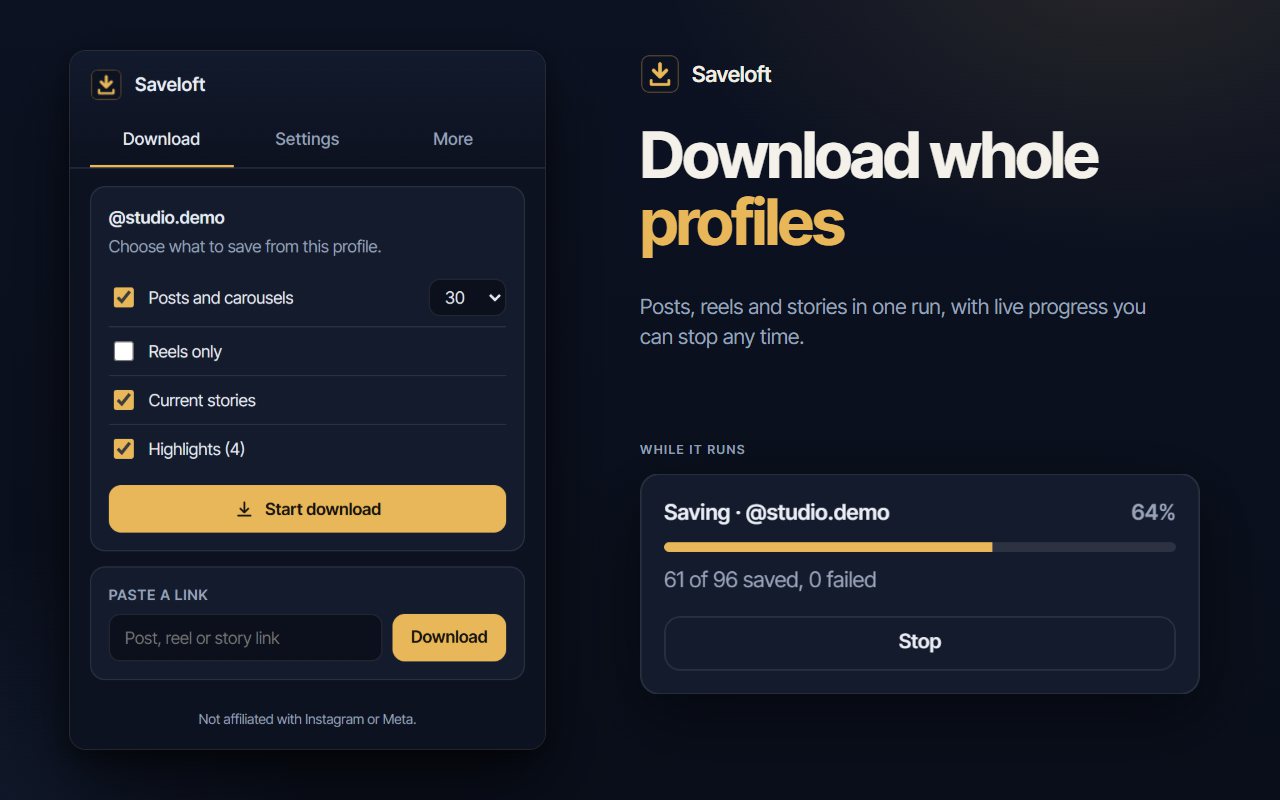 Saveloft
Download
Settings
More
@studio.demo
Choose what to save from this profile.
Posts and carousels
30
Reels only
Current stories
Highlights (4)
Start download
PASTE A LINK
Post, reel or story link
Download
Not affiliated with Instagram or Meta.
Saveloft
Download whole
profiles
Posts, reels and stories in one run, with live progress you
can stop any time.
WHILE IT RUNS
Saving · @studio.demo
64%
61 of 96 saved, 0 failed
Stop